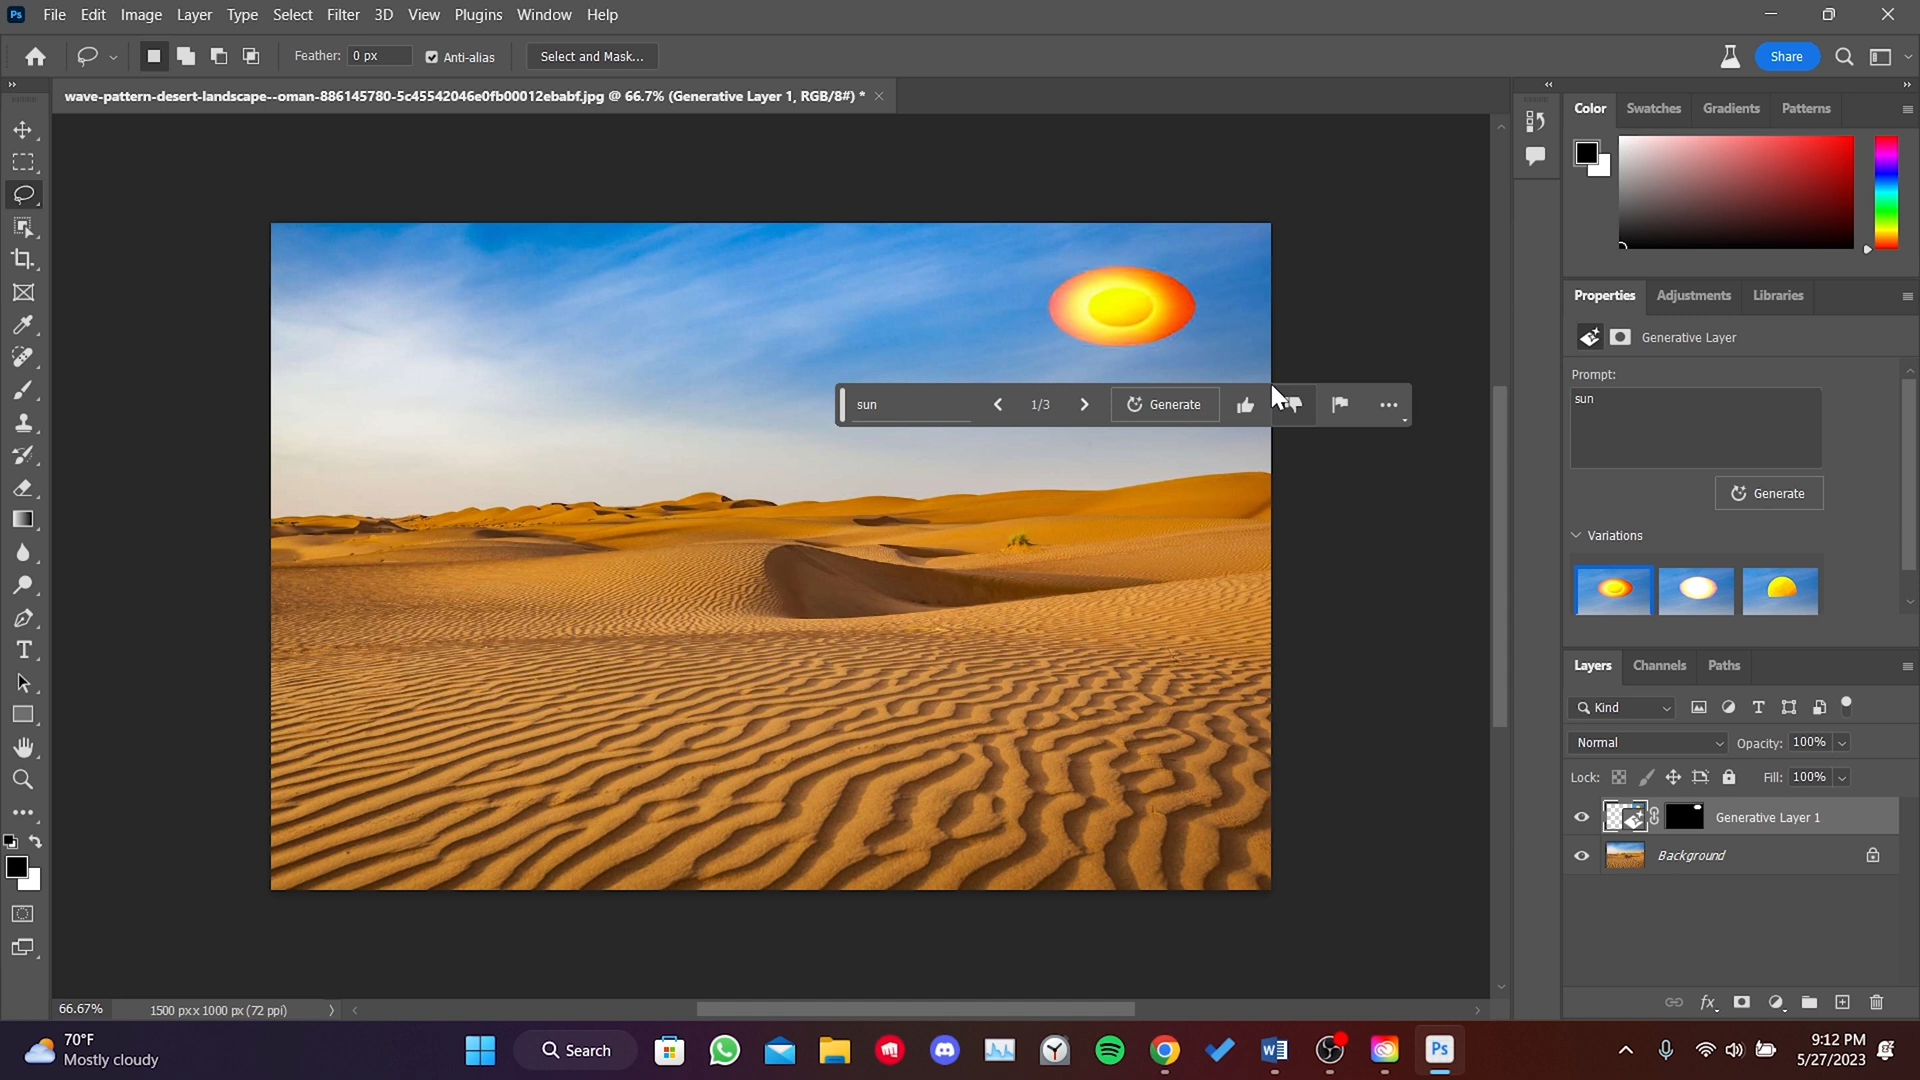 Ps File Edit Image Layer Type Select Filter 3D View Plugins Window Help
Feather: 0 px Anti-alias Select and Mask... Share
wave-pattern-desert-landscape--oman-886145780-5c45542046e0fb00012ebabf.jpg @ 66.7% (Generative Layer 1, RGB/8#) *
Color Swatches Gradients Patterns
Properties Adjustments Libraries
Generative Layer
Prompt:
sun
sun 1/3 Generate
Generate
Variations
Layers Channels Paths
Kind
Normal Opacity: 100%
Lock: Fill: 100%
Generative Layer 1
Background
66.67% 1500 px x 1000 px (72 ppi)
70°F
Mostly cloudy
Search
Ps
9:12 PM
5/27/2023